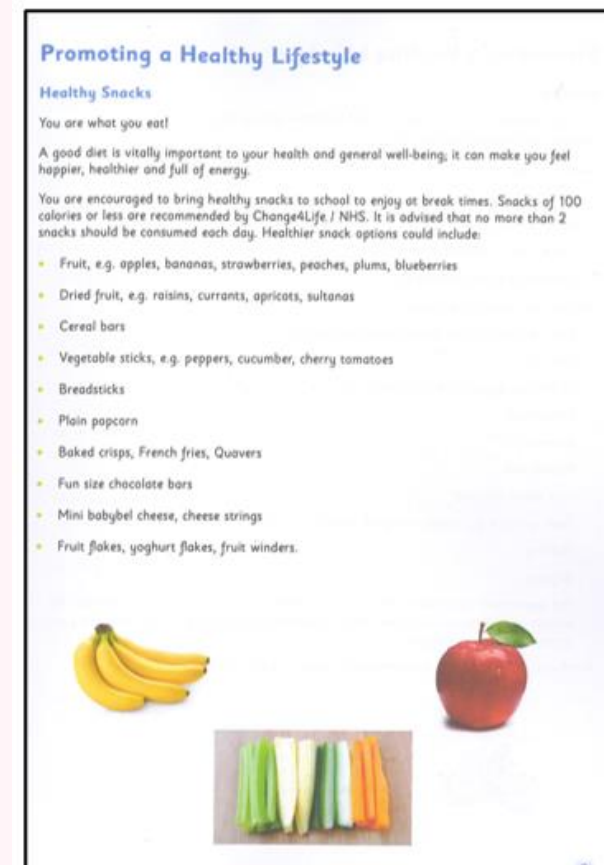 Promoting a Healthy Lifestyle
Healthy Snacks
You are what you eat!
A good diet is vitally important to your health and general well-being; it can make you feel
happier, healthier and full of energy.
You are encouraged to bring healthy snacks to school to enjoy at break times. Snacks of 100
calories or less are recommended by Change4Life / NHS. It is advised that no more than 2
snacks should be consumed each day. Healthier snack options could include:
• Fruit, e.g. apples, bananas, strawberries, peaches, plums, blueberries
• Dried fruit, e.g. raisins, currants, apricots, sultanas
• Cereal bars
• Vegetable sticks, e.g. peppers, cucumber, cherry tomatoes
• Breadsticks
• Plain popcorn
• Baked crisps, French fries, Quavers
• Fun size chocolate bars
• Mini babybel cheese, cheese strings
• Fruit flakes, yoghurt flakes, fruit winders.